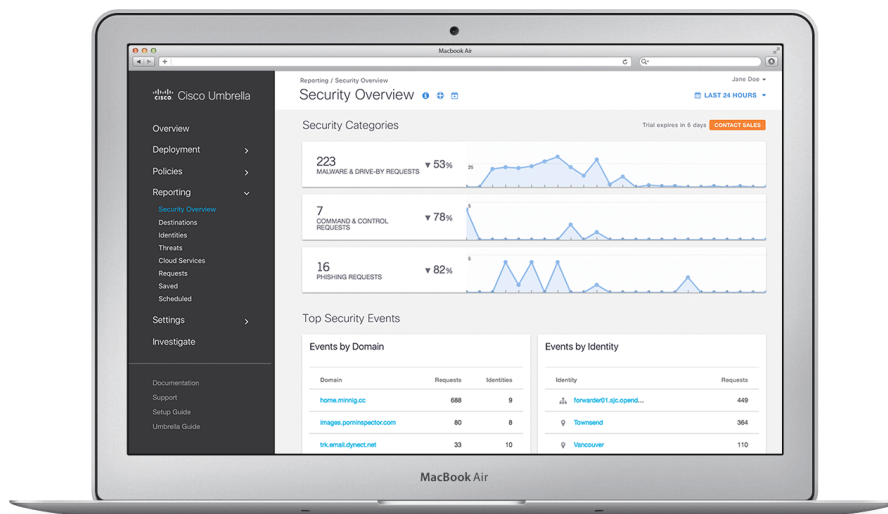 Macbook Air
cisco Cisco Umbrella
Overview
Deployment
Policies
Reporting
Security Overview
Destinations
Identities
Threats
Cloud Services
Requests
Saved
Scheduled
Settings
Investigate
Documentation
Support
Setup Guide
Umbrella Guide
Reporting / Security Overview
Jane Doe
Security Overview
LAST 24 HOURS
Security Categories
Trial expires in 6 days CONTACT SALES
223
MALWARE & DRIVE-BY REQUESTS
▼ 53%
25
7
COMMAND & CONTROL
REQUESTS
▼ 78%
5
16
PHISHING REQUESTS
▼ 82%
5
Top Security Events
Events by Domain
Domain Requests Identities
home.minnig.cc 688 9
images.porninspector.com 80 8
trk.email.dynect.net 33 10
Events by Identity
Identity Requests
forwarder01.sjc.opend... 449
Townsend 364
Vancouver 110
MacBook Air